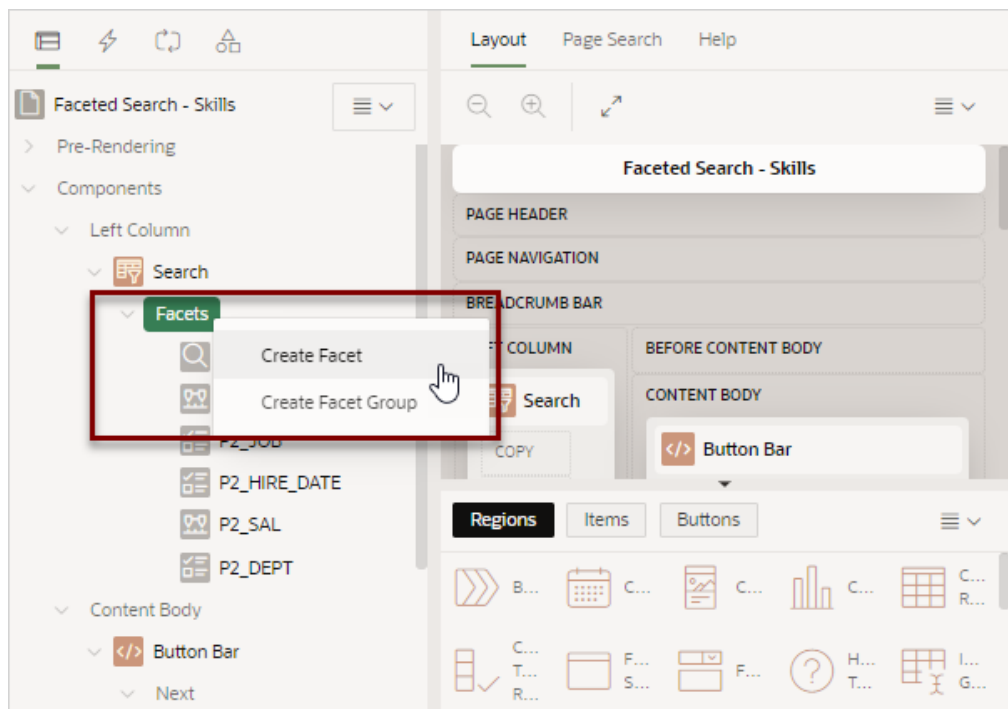 Layout Page Search Help
Faceted Search - Skills
Pre-Rendering
Components
Left Column
Search
Facets
Create Facet
Create Facet Group
P2_JOB
P2_HIRE_DATE
P2_SAL
P2_DEPT
Content Body
Button Bar
Next
Faceted Search - Skills
PAGE HEADER
PAGE NAVIGATION
BREADCRUMB BAR
COLUMN
BEFORE CONTENT BODY
Search
COPY
CONTENT BODY
Button Bar
Regions Items Buttons
B...
C...
C...
C...
C...
R...
C...
T...
R...
F...
S...
F...
H...
T...
I...
G...